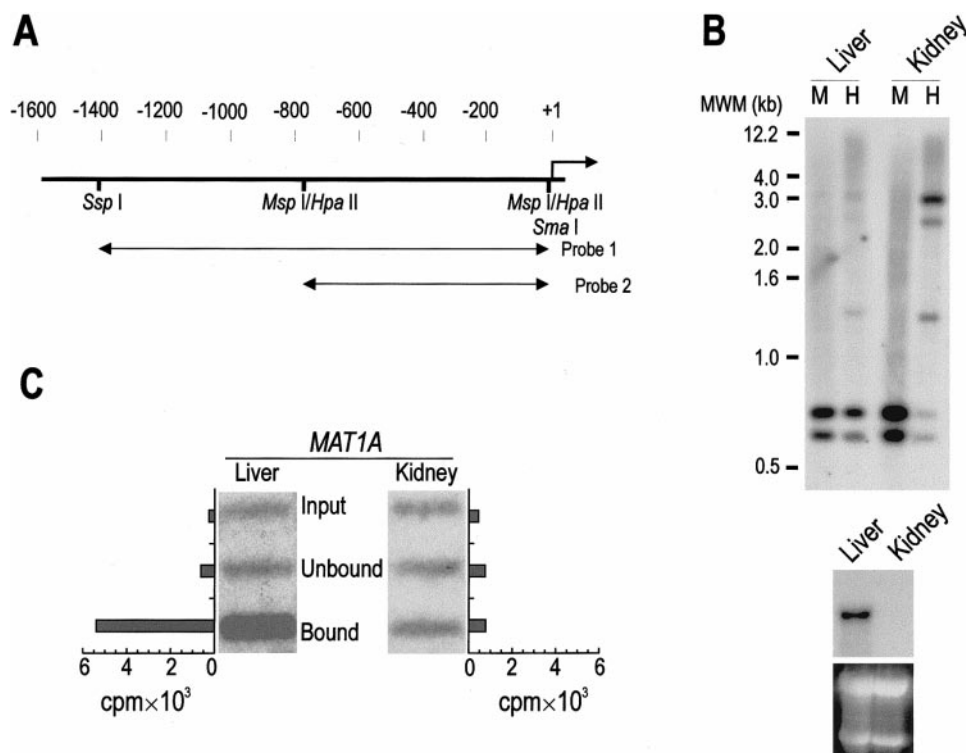 A
-1600 -1400 -1200 -1000 -800 -600 -400 -200 +1
Ssp I Msp I/Hpa II Msp I/Hpa II
Sma I
Probe 1
Probe 2
B
Liver Kidney
MWM (kb) M H M H
12.2
4.0
3.0
2.0
1.6
1.0
0.5
Liver Kidney
C
MAT1A
Liver Kidney
Input
Unbound
Bound
6 4 2 0 0 2 4 6
cpm×10³ cpm×10³